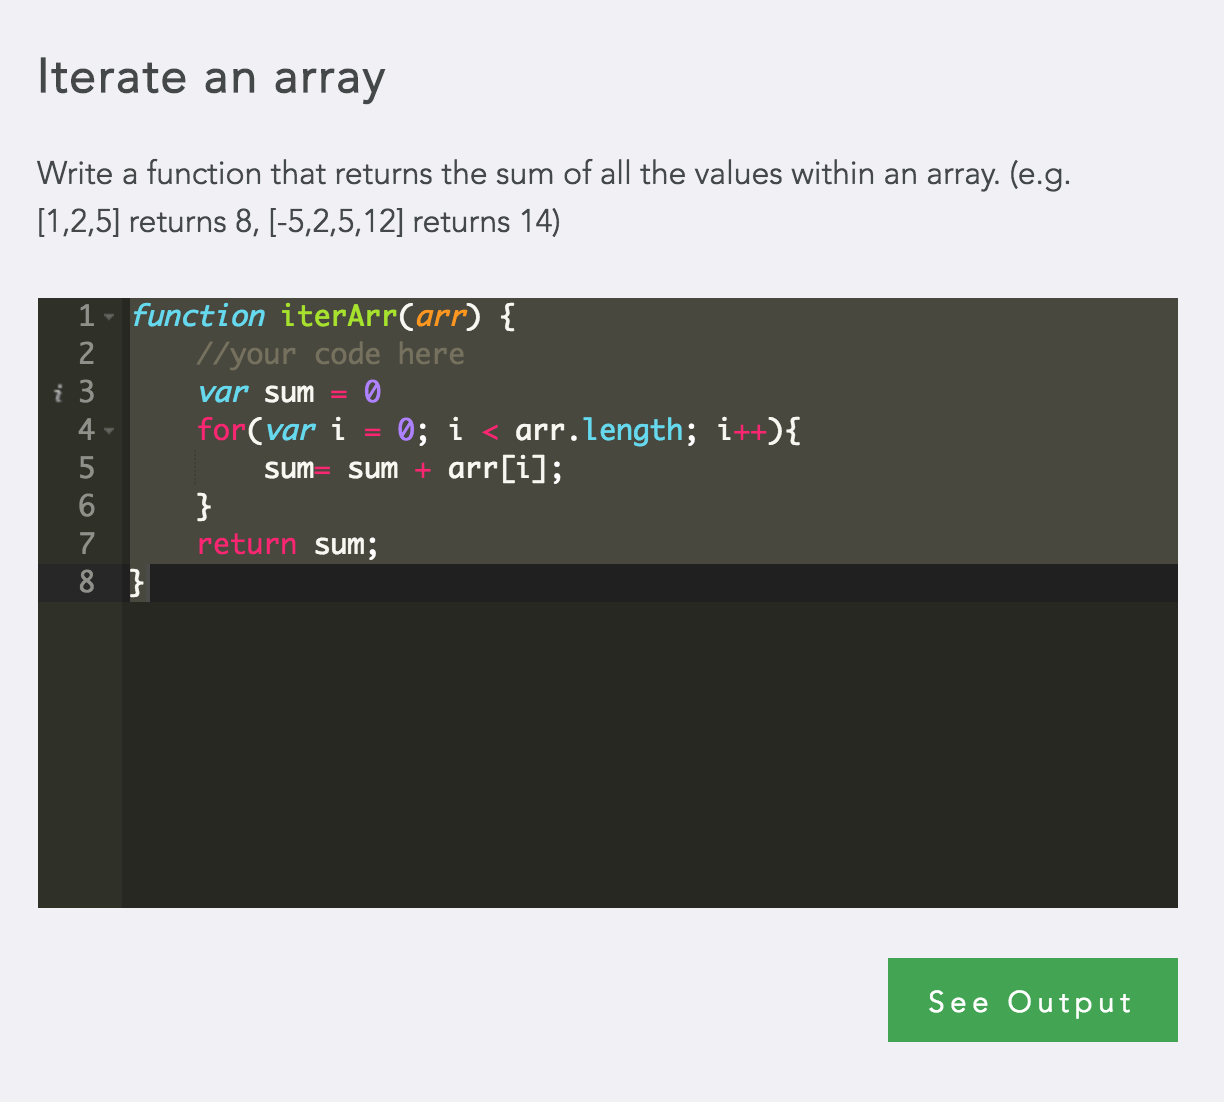 Iterate an array
Write a function that returns the sum of all the values within an array. (e.g.
[1,2,5] returns 8, [-5,2,5,12] returns 14)
1 function iterArr(arr) {
2     //your code here
i 3     var sum = 0
4     for(var i = 0; i < arr.length; i++){
5         sum= sum + arr[i];
6     }
7     return sum;
8 }
See Output